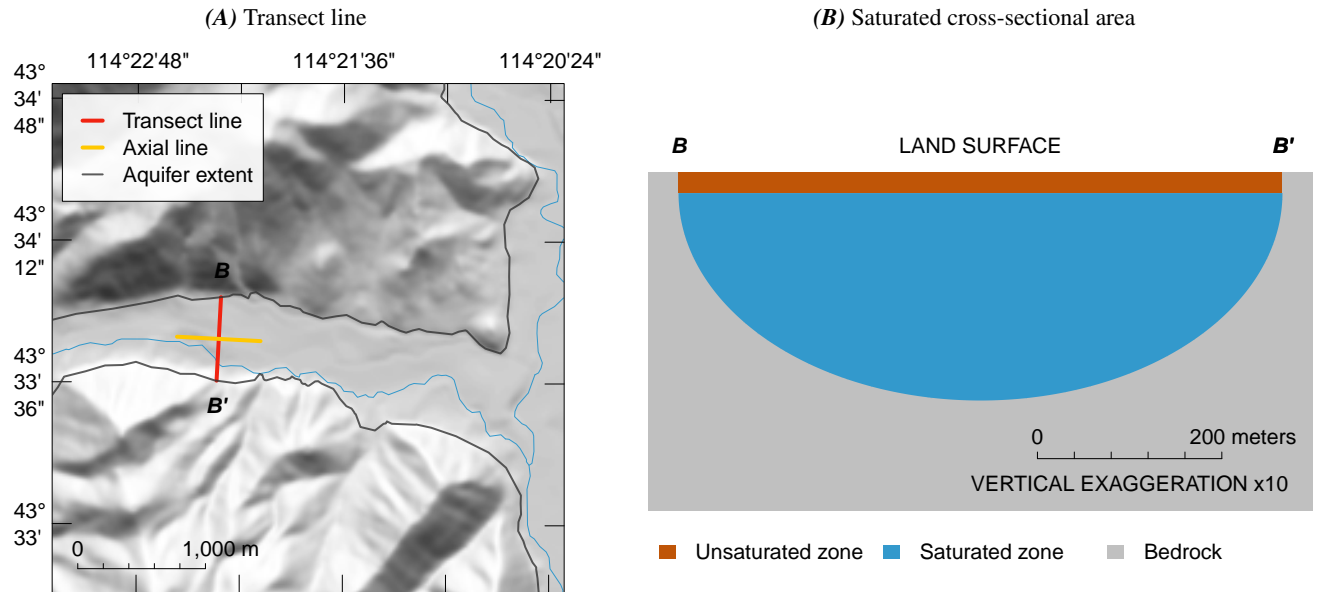 (A) Transect line
(B) Saturated cross-sectional area
114°22'48"
114°21'36"
114°20'24"
43°
34'
48"
Transect line
Axial line
Aquifer extent
43°
34'
12"
B
43°
33'
36"
B'
43°
33'
0
1,000 m
B
LAND SURFACE
B'
0
200 meters
VERTICAL EXAGGERATION x10
Unsaturated zone
Saturated zone
Bedrock